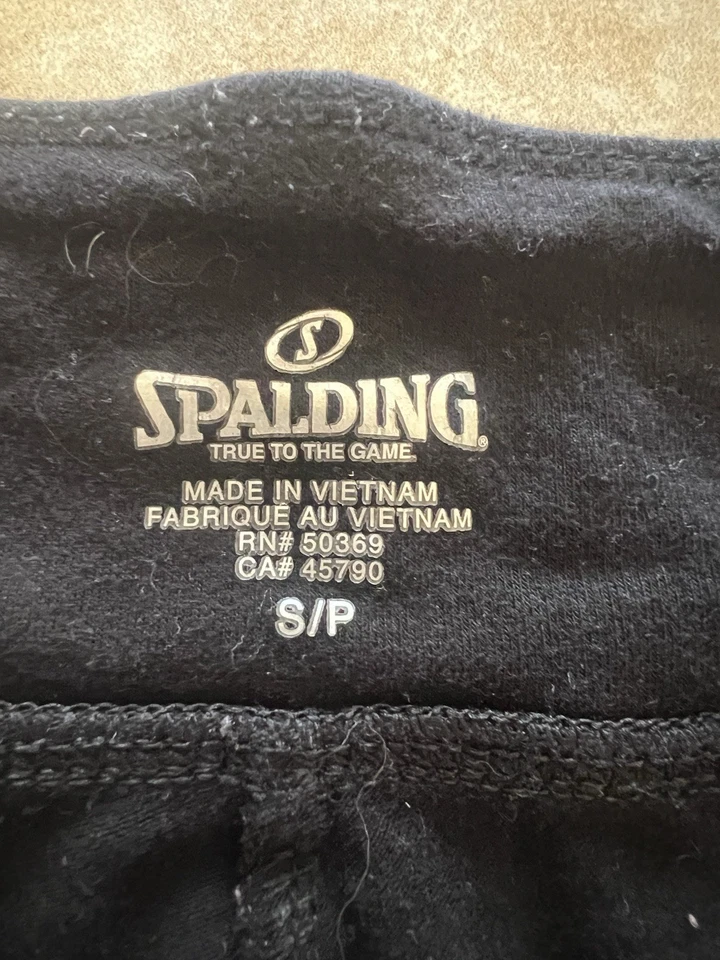 S
SPALDING®
TRUE TO THE GAME.
MADE IN VIETNAM
FABRIQUÉ AU VIETNAM
RN# 50369
CA# 45790
S/P